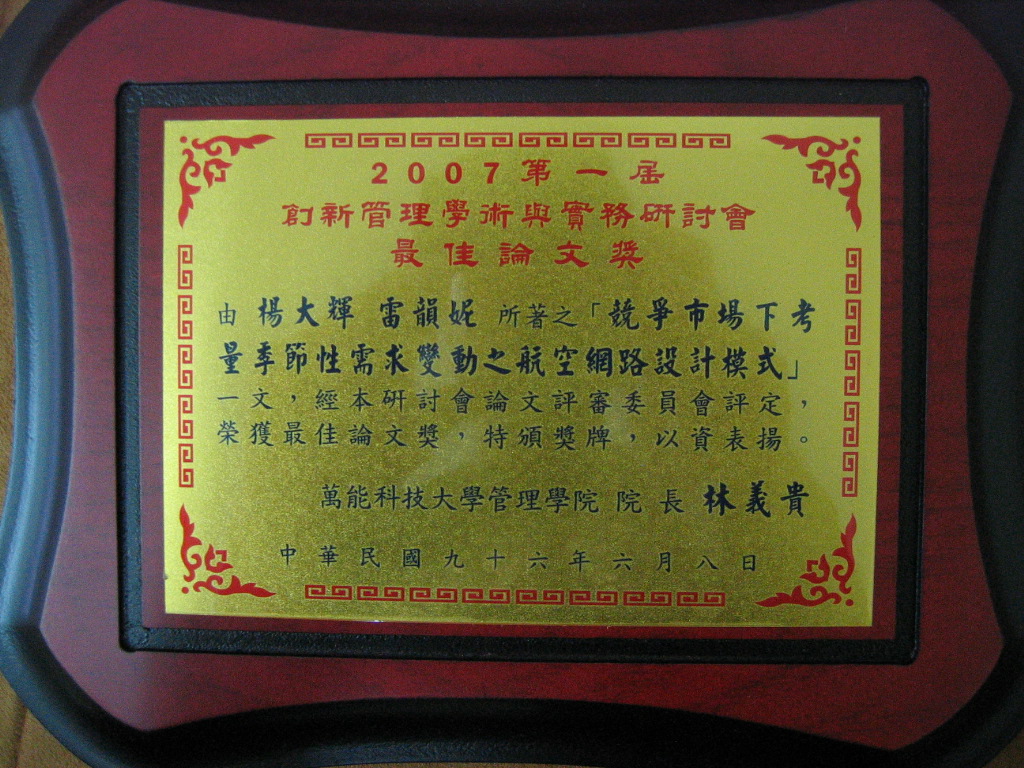 2007第一屆
創新管理學術與實務研討會
最佳論文獎
由 楊大輝 雷韻妮 所著之「競爭市場下考
量季節性需求變動之航空網路設計模式」
一文，經本研討會論文評審委員會評定，
榮獲最佳論文獎，特頒獎牌，以資表揚。
萬能科技大學管理學院 院 長 林義貴
中華民國九十六年六月八日